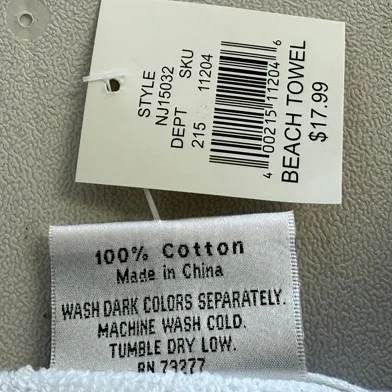 STYLE
NJ15032
DEPT SKU
215 11204
4 00215 11204 6
BEACH TOWEL
$17.99
100% Cotton
Made in China
WASH DARK COLORS SEPARATELY.
MACHINE WASH COLD.
TUMBLE DRY LOW.
RN 73277